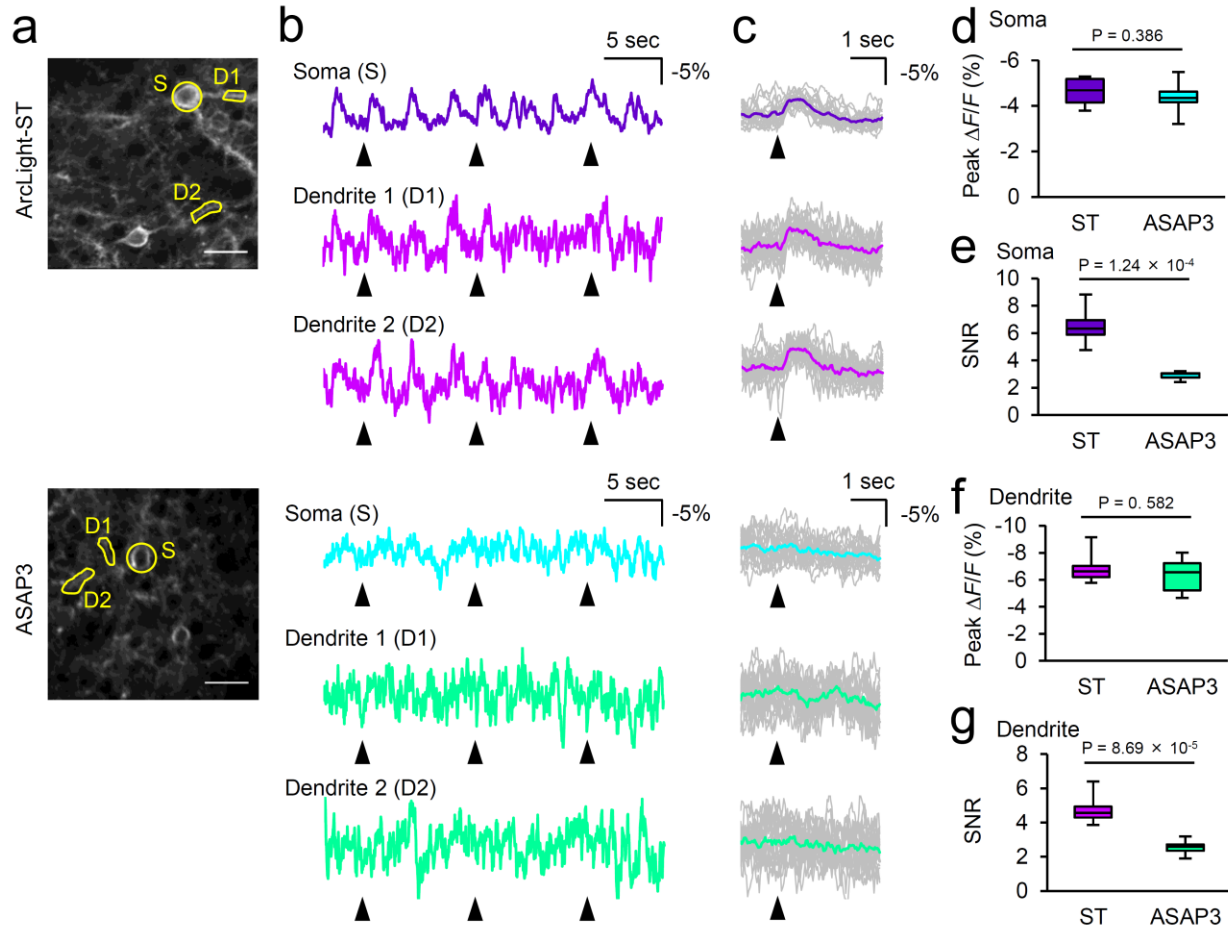 a
ArcLight-ST
S
D1
D2
b
5 sec
-5%
Soma (S)
Dendrite 1 (D1)
Dendrite 2 (D2)
c
1 sec
-5%
d
Soma
P = 0.386
-6
-4
-2
0
Peak ΔF/F (%)
ST ASAP3
e
Soma
P = 1.24 × 10-4
10
8
6
4
2
0
SNR
ST ASAP3
ASAP3
D1
S
D2
5 sec
-5%
Soma (S)
Dendrite 1 (D1)
Dendrite 2 (D2)
1 sec
-5%
f
Dendrite
P = 0. 582
-10
-8
-6
-4
-2
0
Peak ΔF/F (%)
ST ASAP3
g
Dendrite
P = 8.69 × 10-5
8
6
4
2
0
SNR
ST ASAP3